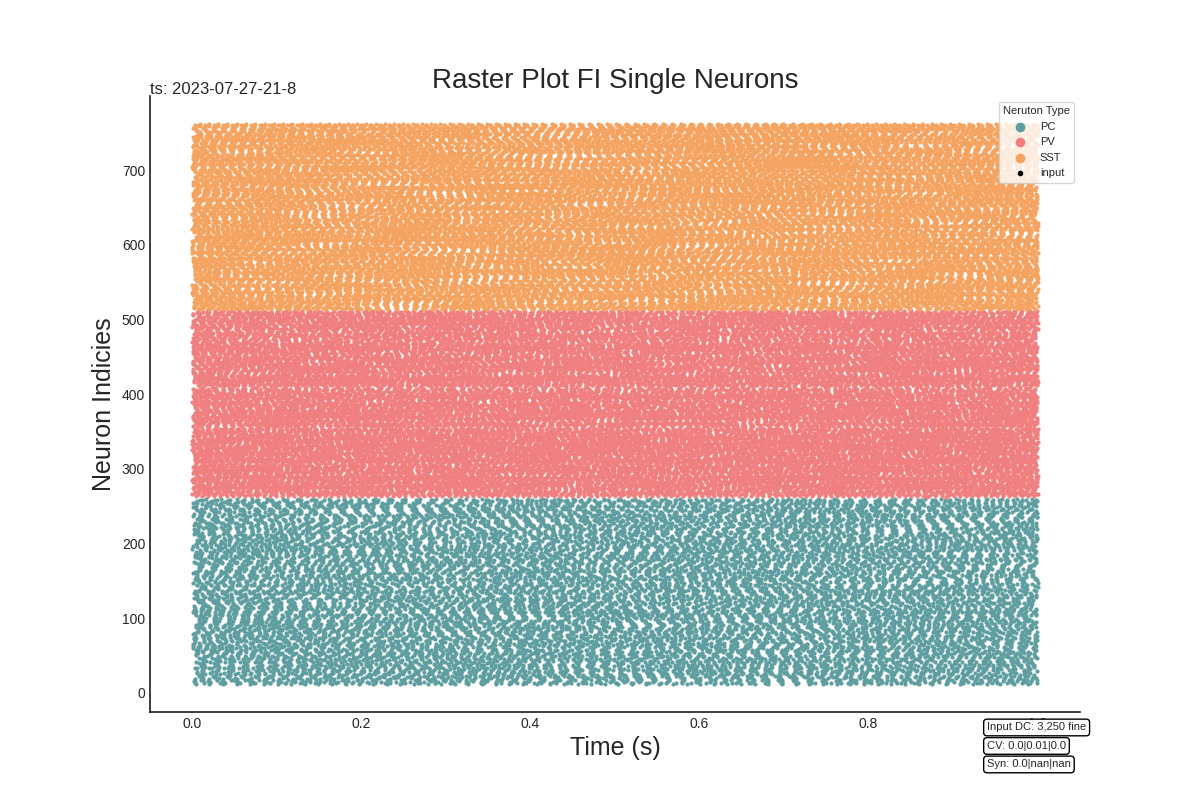 Raster Plot FI Single Neurons
ts: 2023-07-27-21-8
Neruton Type
PC
PV
SST
input
700
600
500
400
300
200
100
0
Neuron Indicies
0.0 0.2 0.4 0.6 0.8
Time (s)
Input DC: 3,250 fine
CV: 0.0|0.01|0.0
Syn: 0.0|nan|nan